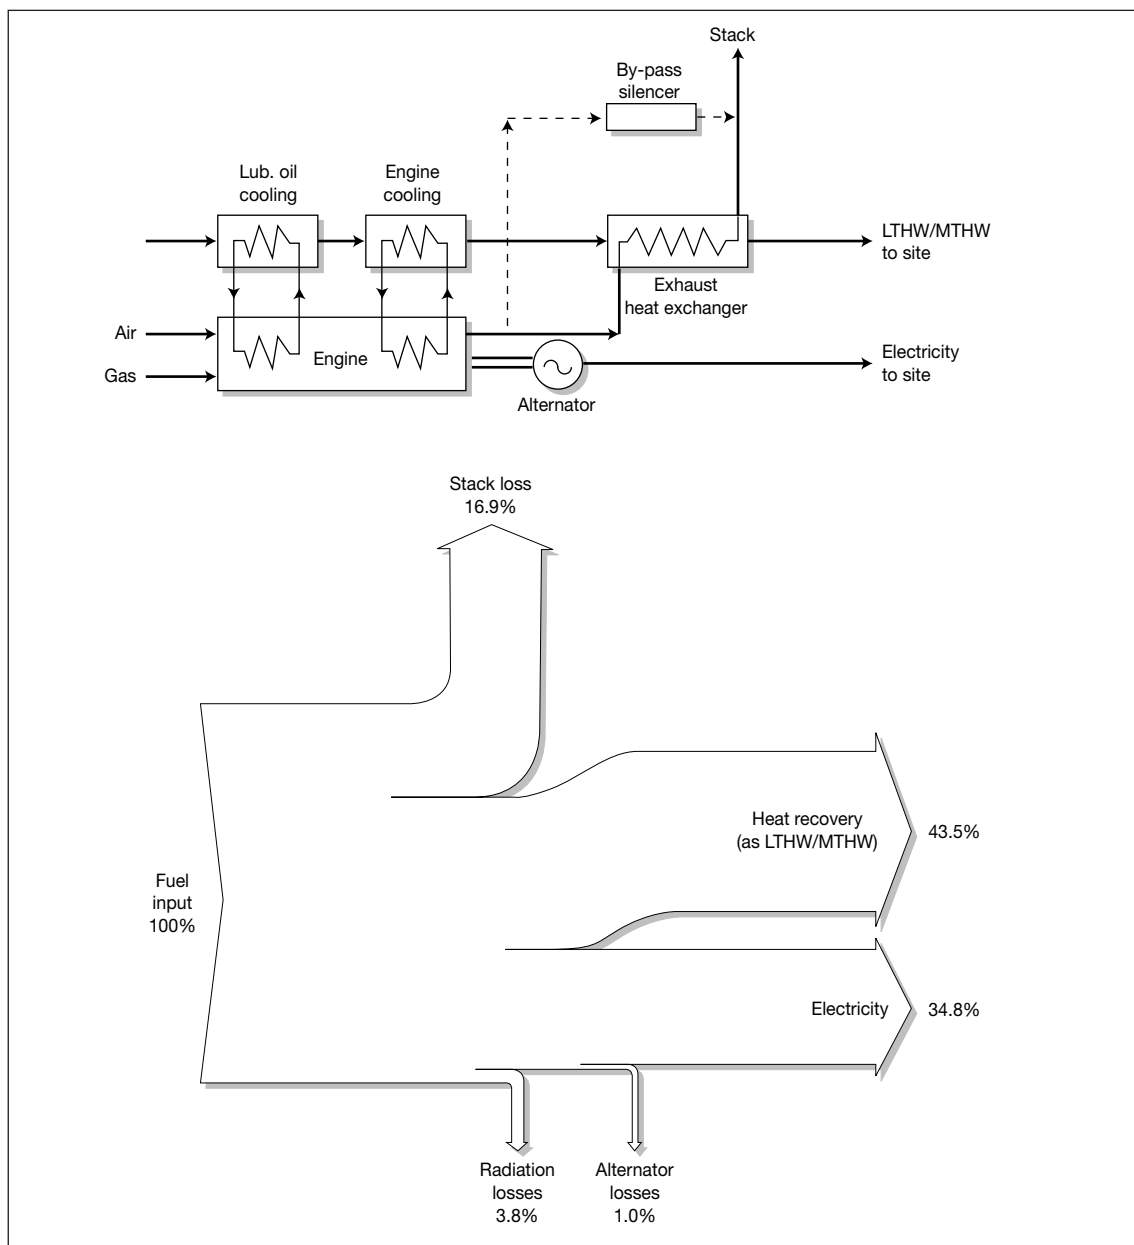 Stack
By-pass
silencer
Lub. oil
cooling
Engine
cooling
LTHW/MTHW
to site
Exhaust
heat exchanger
Air
Engine
Gas
Electricity
to site
Alternator
Stack loss
16.9%
Heat recovery
(as LTHW/MTHW)
43.5%
Fuel
input
100%
Electricity
34.8%
Radiation
losses
3.8%
Alternator
losses
1.0%